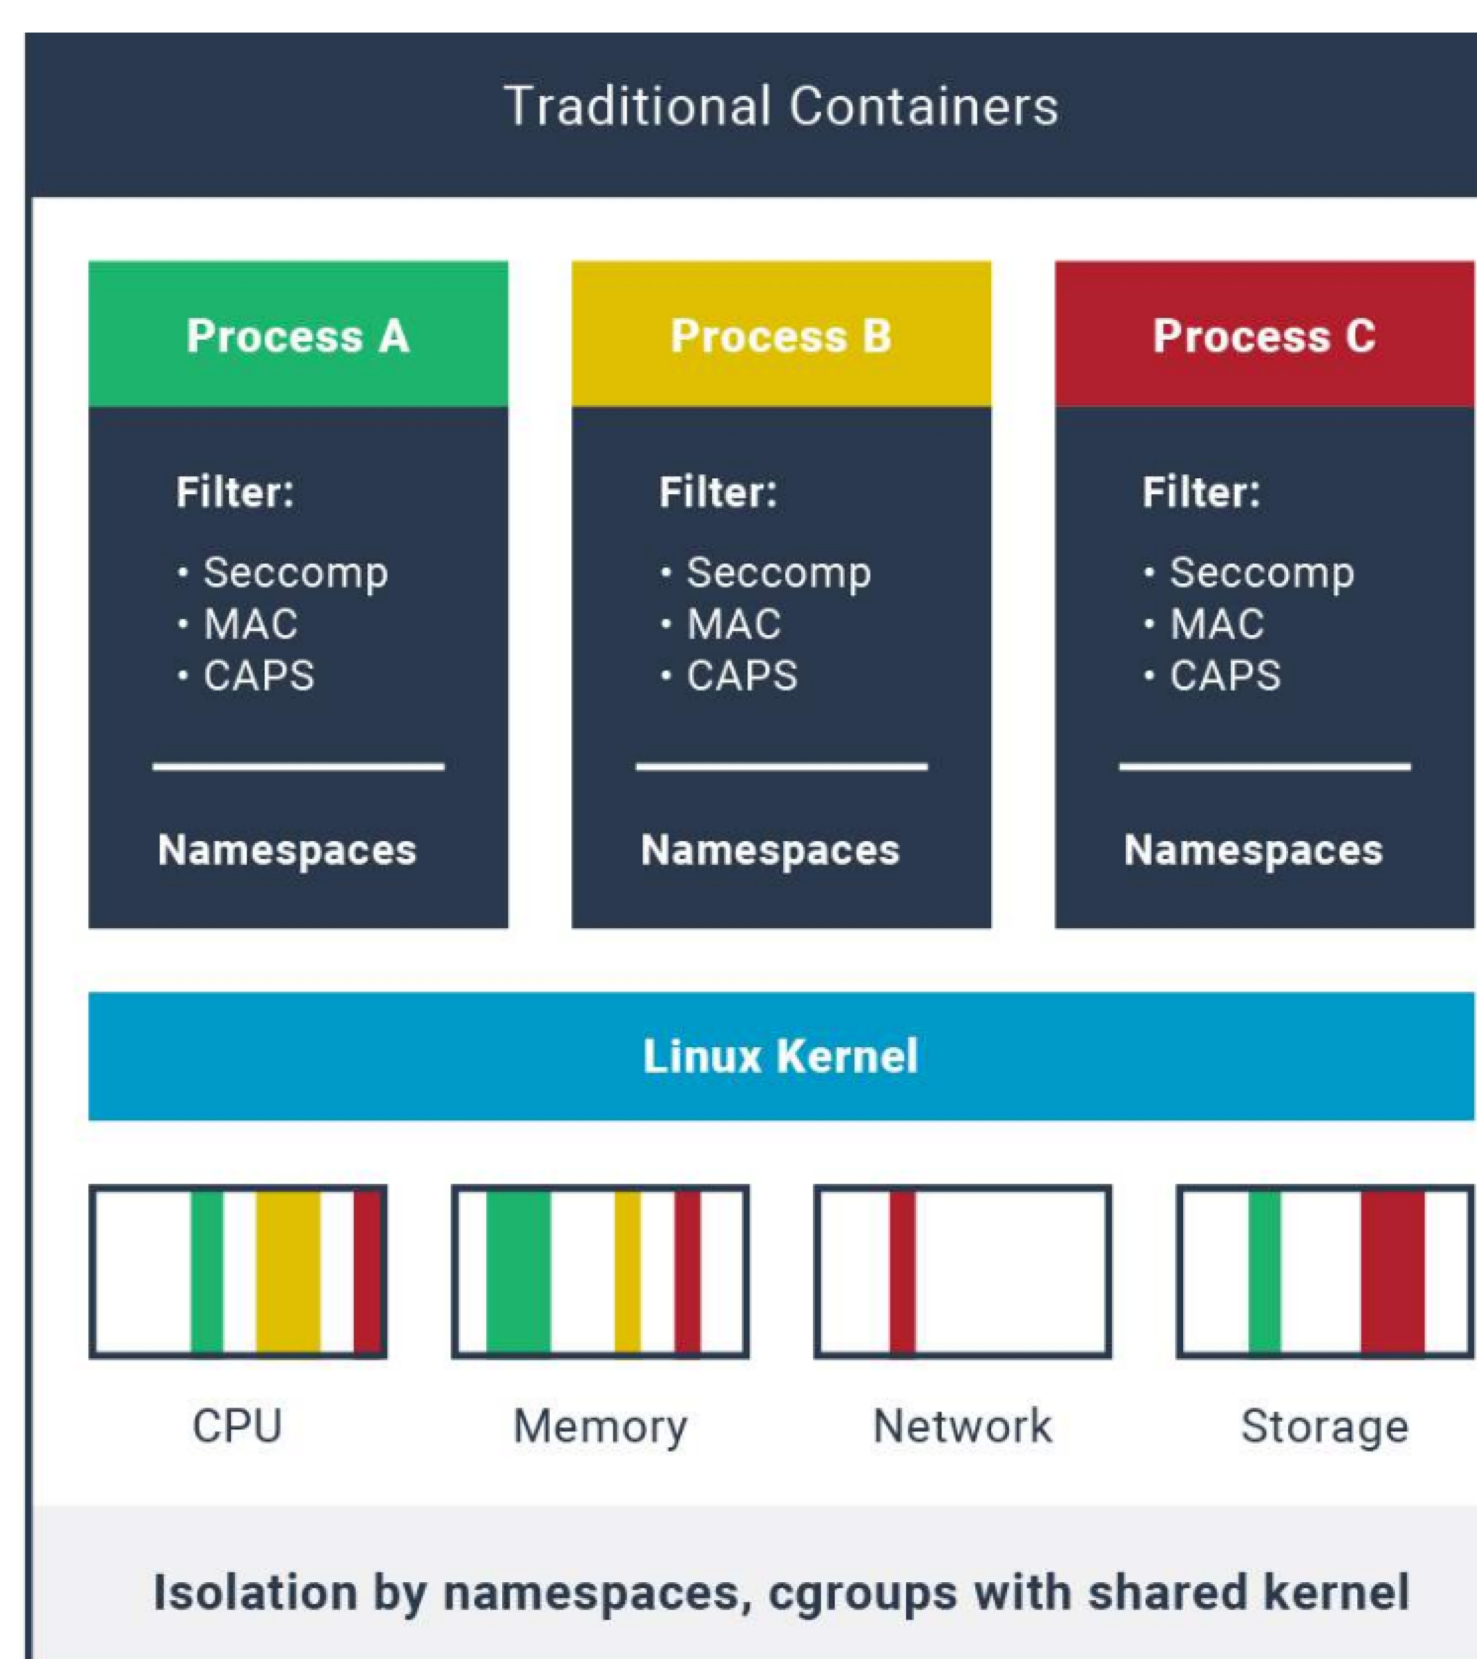 Traditional Containers
Process A
Filter:
• Seccomp
• MAC
• CAPS
Namespaces
Process B
Filter:
• Seccomp
• MAC
• CAPS
Namespaces
Process C
Filter:
• Seccomp
• MAC
• CAPS
Namespaces
Linux Kernel
CPU
Memory
Network
Storage
Isolation by namespaces, cgroups with shared kernel